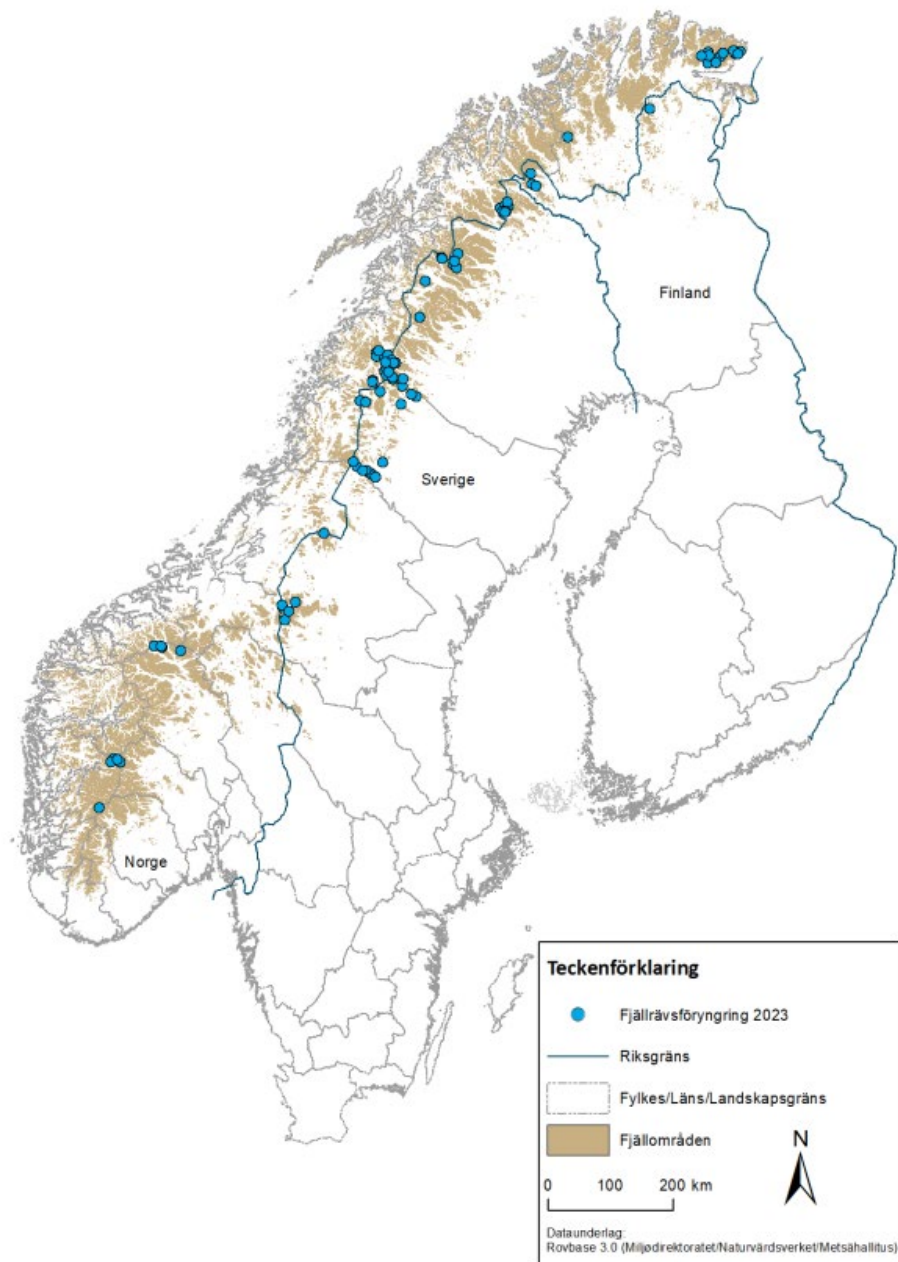 Finland
Sverige
Norge
Teckenförklaring
Fjällrävsföryngring 2023
Riksgräns
Fylkes/Läns/Landskapsgräns
Fjällområden
N
0 100 200 km
Dataunderlag:
Rovbase 3.0 (Miljødirektoratet/Naturvårdsverket/Metsähallitus)